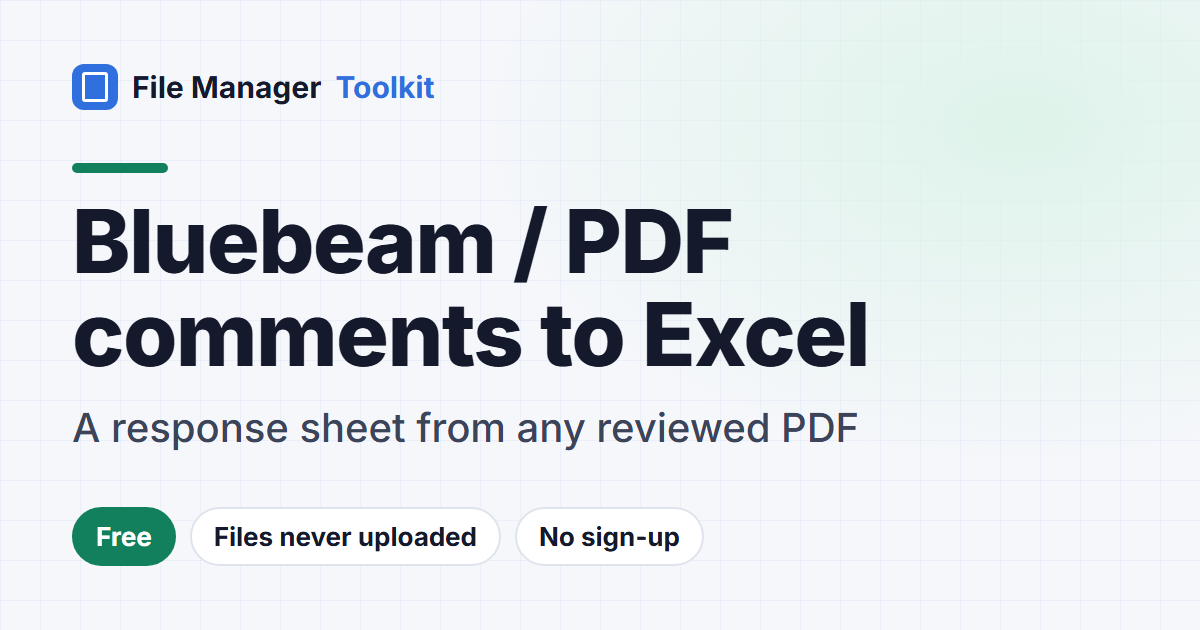 File Manager Toolkit
Bluebeam / PDF
comments to Excel
A response sheet from any reviewed PDF
Free
Files never uploaded
No sign-up